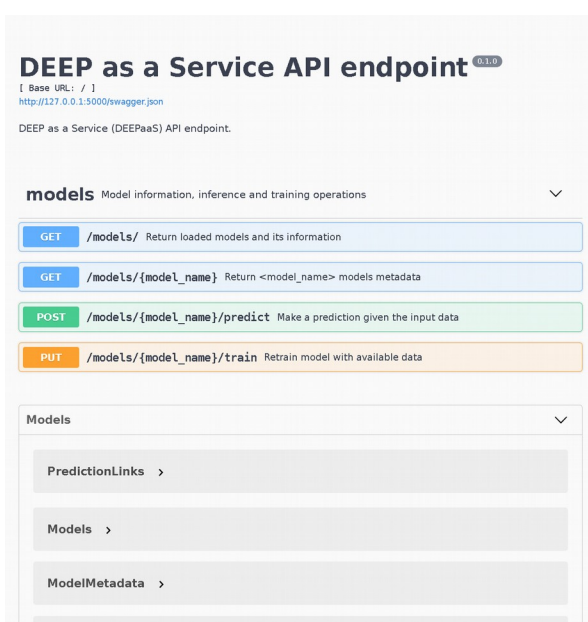 DEEP as a Service API endpoint 0.1.0
[ Base URL: / ]
http://127.0.0.1:5000/swagger.json
DEEP as a Service (DEEPaaS) API endpoint.
models Model information, inference and training operations
GET /models/ Return loaded models and its information
GET /models/{model_name} Return <model_name> models metadata
POST /models/{model_name}/predict Make a prediction given the input data
PUT /models/{model_name}/train Retrain model with available data
Models
PredictionLinks
Models
ModelMetadata